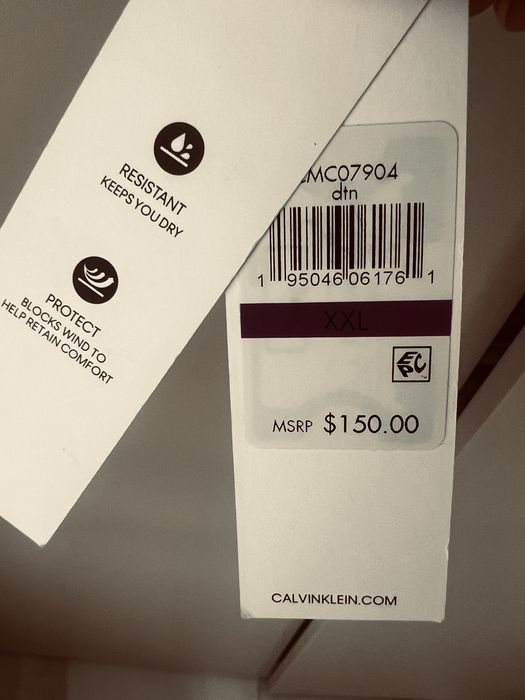 RESISTANT
KEEPS YOU DRY
PROTECT
BLOCKS WIND TO
HELP RETAIN COMFORT
MC07904
dtn
1 95046 06176 1
XXL
EPC
MSRP $150.00
CALVINKLEIN.COM